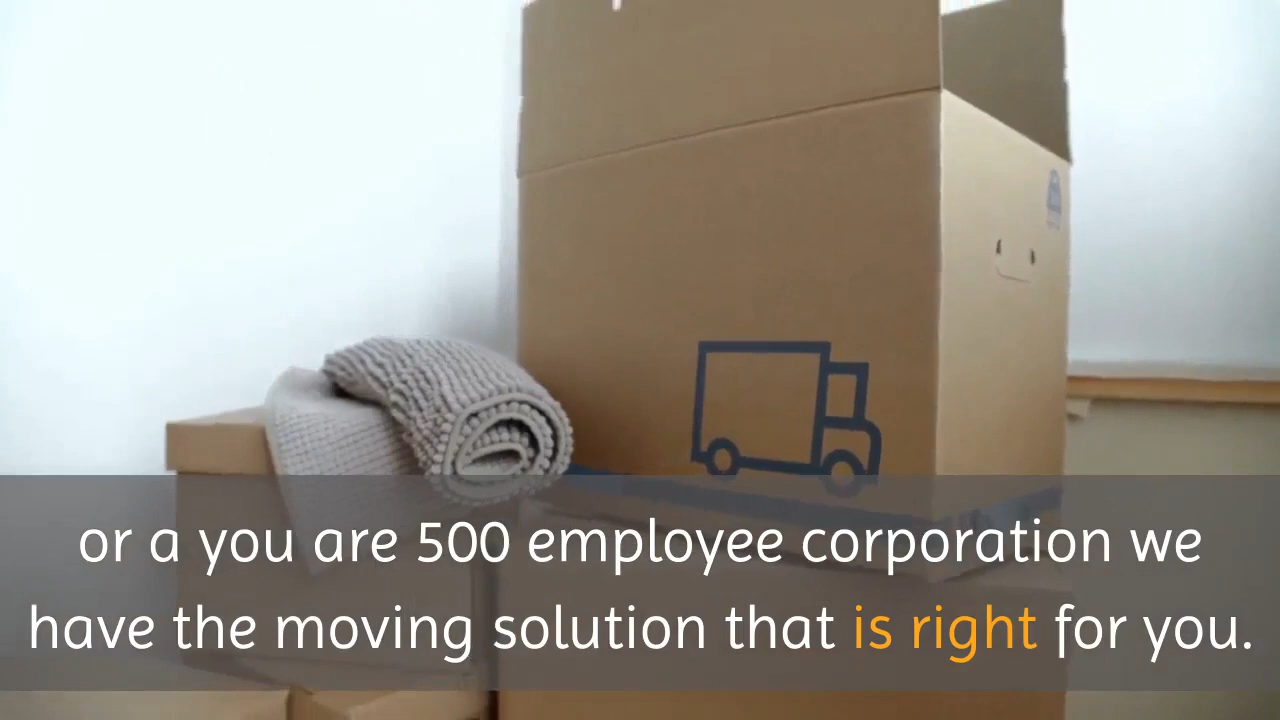 or a you are 500 employee corporation we
have the moving solution that is right for you.